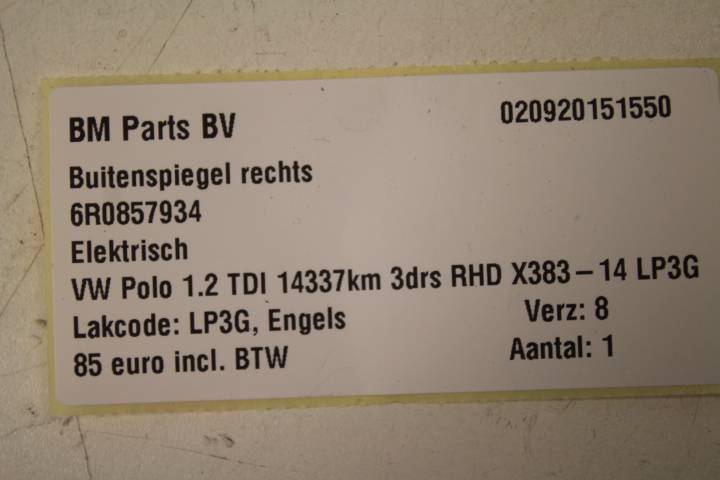 BM Parts BV 020920151550
Buitenspiegel rechts
6R0857934
Elektrisch
VW Polo 1.2 TDI 14337km 3drs RHD X383-14 LP3G
Lakcode: LP3G, Engels Verz: 8
85 euro incl. BTW Aantal: 1